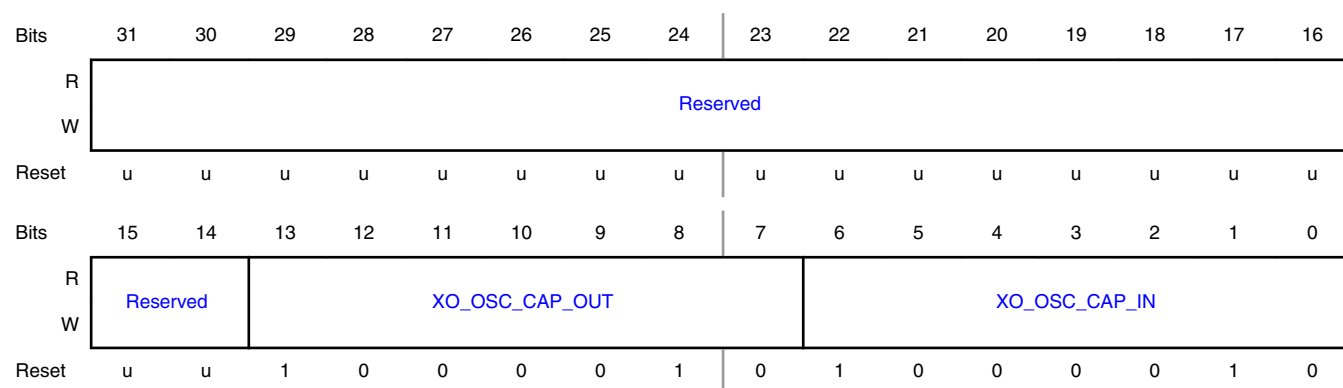 Bits 31 30 29 28 27 26 25 24 23 22 21 20 19 18 17 16
R
Reserved
W
Reset u u u u u u u u u u u u u u u u
Bits 15 14 13 12 11 10 9 8 7 6 5 4 3 2 1 0
R
Reserved XO_OSC_CAP_OUT XO_OSC_CAP_IN
W
Reset u u 1 0 0 0 0 1 0 1 0 0 0 0 1 0